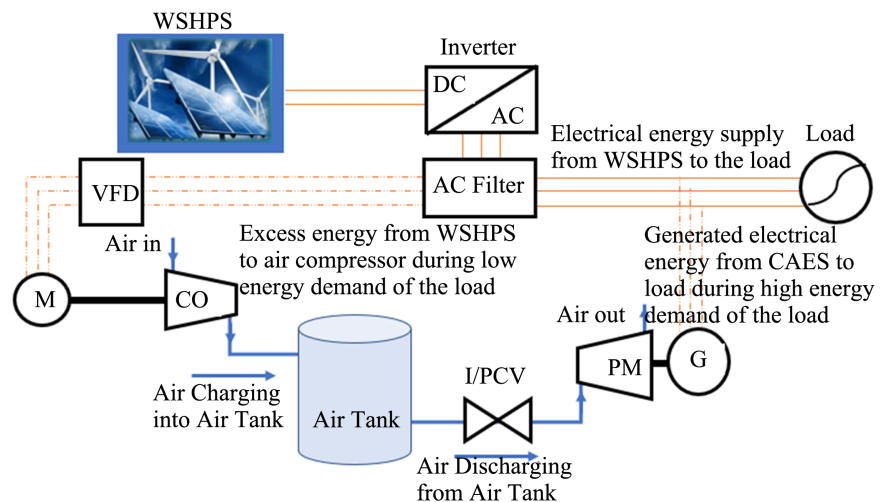 WSHPS
Inverter
DC
AC
Electrical energy supply
from WSHPS to the load
Load
VFD
AC Filter
Air in
Excess energy from WSHPS
to air compressor during low
energy demand of the load
Generated electrical
energy from CAES to
load during high energy
demand of the load
M
CO
Air out
PM
G
I/PCV
Air Charging
into Air Tank
Air Tank
Air Discharging
from Air Tank